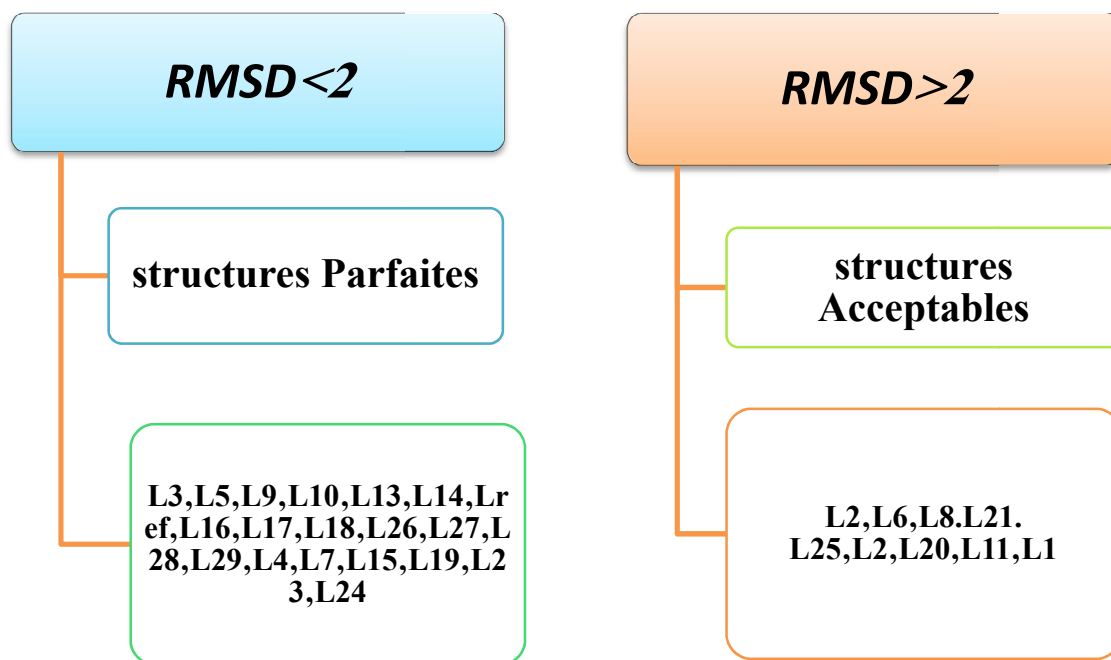 RMSD<2
structures Parfaites
L3,L5,L9,L10,L13,L14,Lr
ef,L16,L17,L18,L26,L27,L
28,L29,L4,L7,L15,L19,L2
3,L24
RMSD>2
structures
Acceptables
L2,L6,L8.L21.
L25,L2,L20,L11,L1